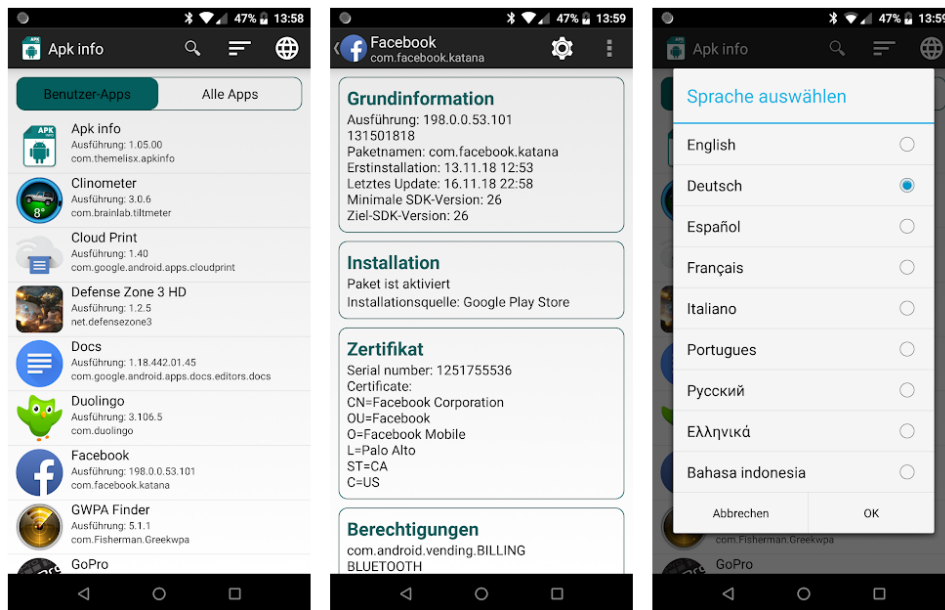 47% 13:58
Apk info
Benutzer-Apps
Alle Apps
APK
INFO
Apk info
Ausführung: 1.05.00
com.themelisx.apkinfo
8°
Clinometer
Ausführung: 3.0.6
com.brainlab.tiltmeter
Cloud Print
Ausführung: 1.40
com.google.android.apps.cloudprint
Defense Zone 3 HD
Ausführung: 1.2.5
net.defensezone3
Docs
Ausführung: 1.18.442.01.45
com.google.android.apps.docs.editors.docs
Duolingo
Ausführung: 3.106.5
com.duolingo
Facebook
Ausführung: 198.0.0.53.101
com.facebook.katana
GWPA Finder
Ausführung: 5.1.1
com.Fisherman.Greekwpa
GoPro
47% 13:59
Facebook
com.facebook.katana
Grundinformation
Ausführung: 198.0.0.53.101
131501818
Paketnamen: com.facebook.katana
Erstinstallation: 13.11.18 12:53
Letztes Update: 16.11.18 22:58
Minimale SDK-Version: 26
Ziel-SDK-Version: 26
Installation
Paket ist aktiviert
Installationsquelle: Google Play Store
Zertifikat
Serial number: 1251755536
Certificate:
CN=Facebook Corporation
OU=Facebook
O=Facebook Mobile
L=Palo Alto
ST=CA
C=US
Berechtigungen
com.android.vending.BILLING
BLUETOOTH
47% 13:59
Apk info
Sprache auswählen
English
Deutsch
Español
Français
Italiano
Portugues
Русский
Ελληνικά
Bahasa indonesia
Abbrechen
OK
com.Fisherman.Greekwpa
GoPro